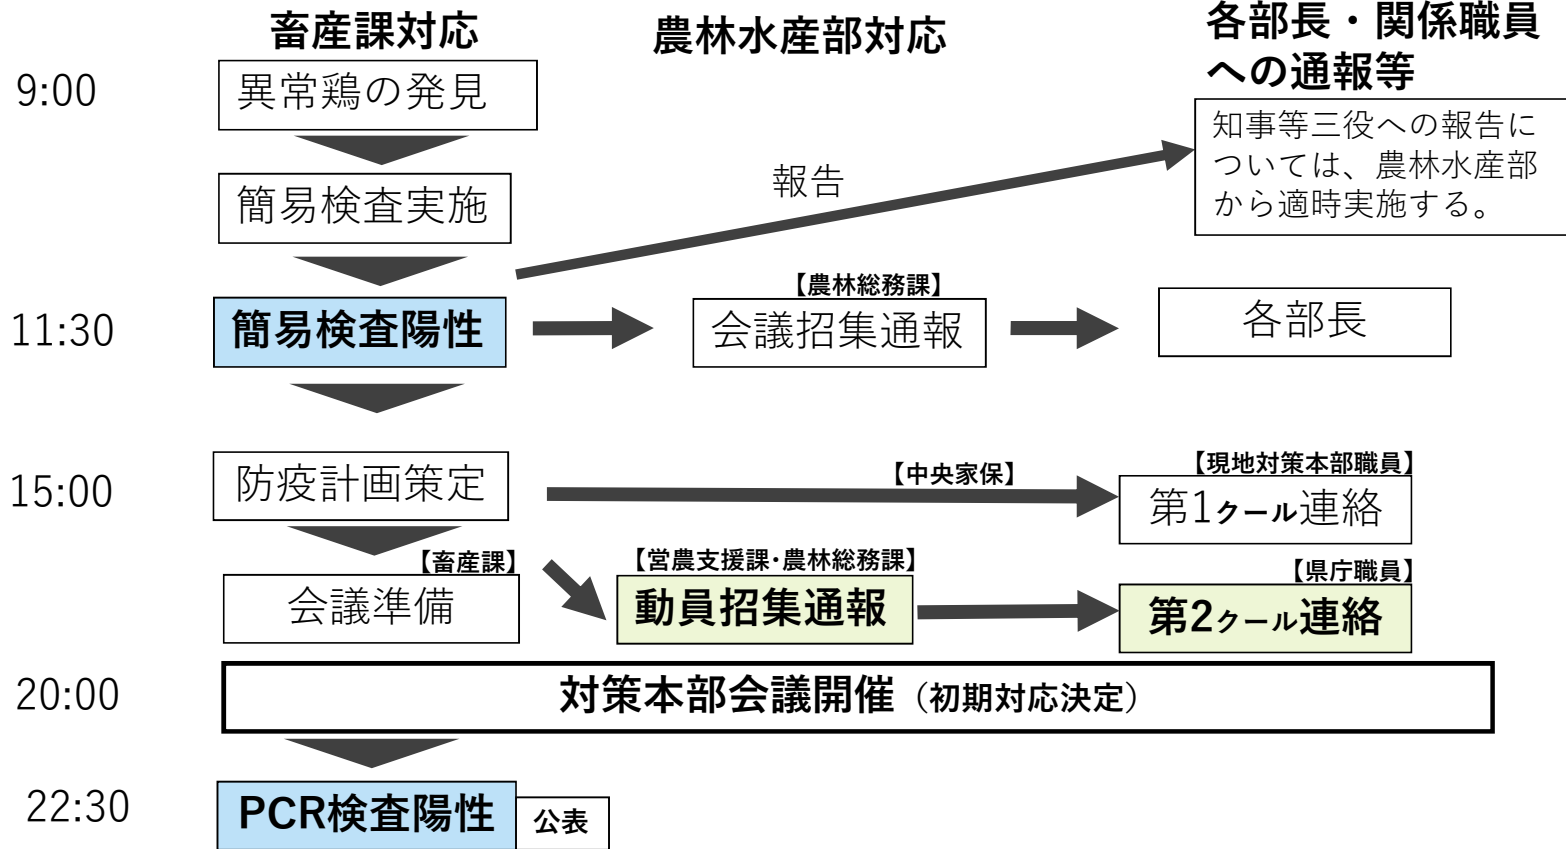 畜産課対応
農林水産部対応
各部長・関係職員
への通報等
9:00
異常鶏の発見
知事等三役への報告に
ついては、農林水産部
から適時実施する。
簡易検査実施
報告
11:30
簡易検査陽性
【農林総務課】
会議招集通報
各部長
15:00
防疫計画策定
【中央家保】
【現地対策本部職員】
第1クール連絡
【畜産課】
会議準備
【営農支援課・農林総務課】
動員招集通報
【県庁職員】
第2クール連絡
20:00
対策本部会議開催（初期対応決定）
22:30
PCR検査陽性
公表